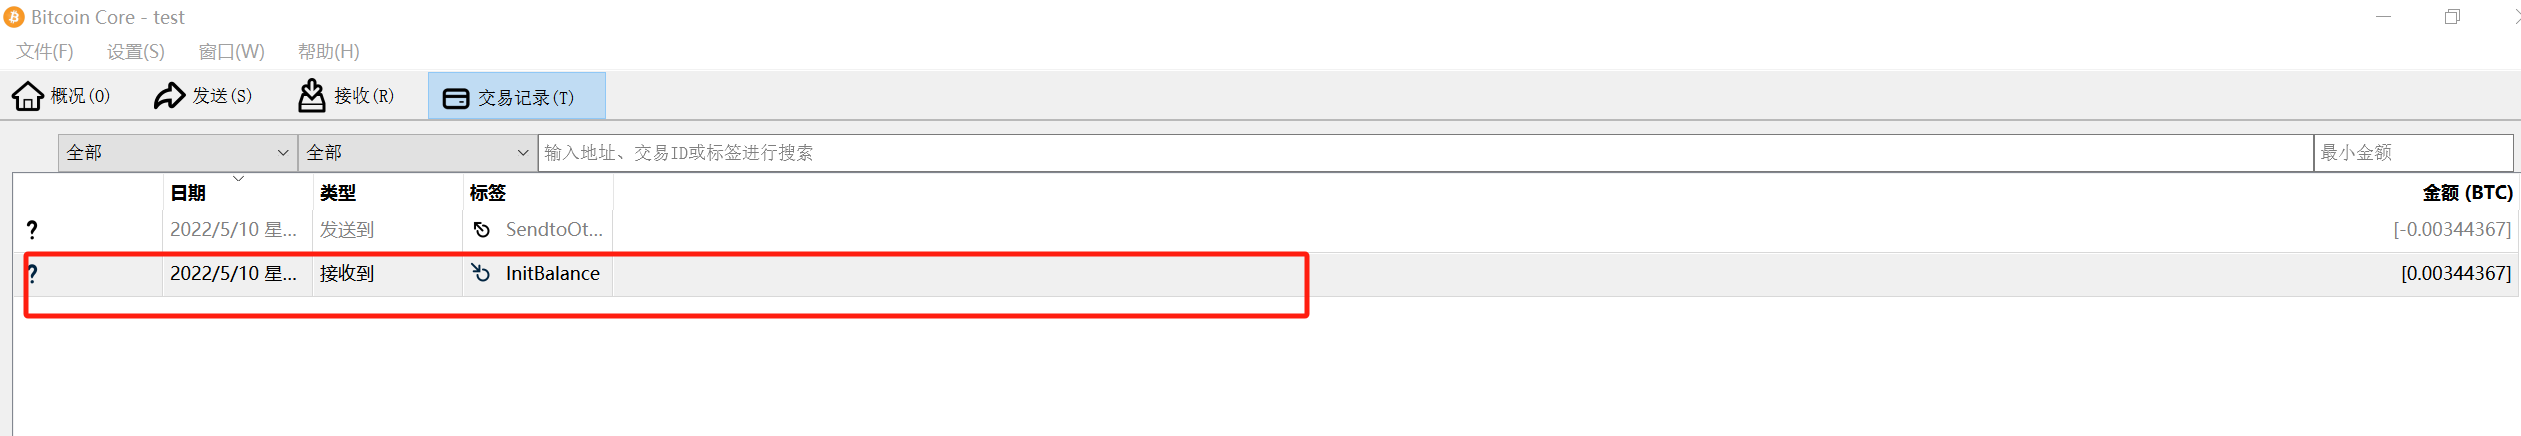 Bitcoin Core - test
文件(F) 设置(S) 窗口(W) 帮助(H)
概况(O) 发送(S) 接收(R) 交易记录(T)
全部 全部 输入地址、交易ID或标签进行搜索 最小金额
日期 类型 标签 金额 (BTC)
? 2022/5/10 星... 发送到 SendtoOt... [-0.00344367]
? 2022/5/10 星... 接收到 InitBalance [0.00344367]